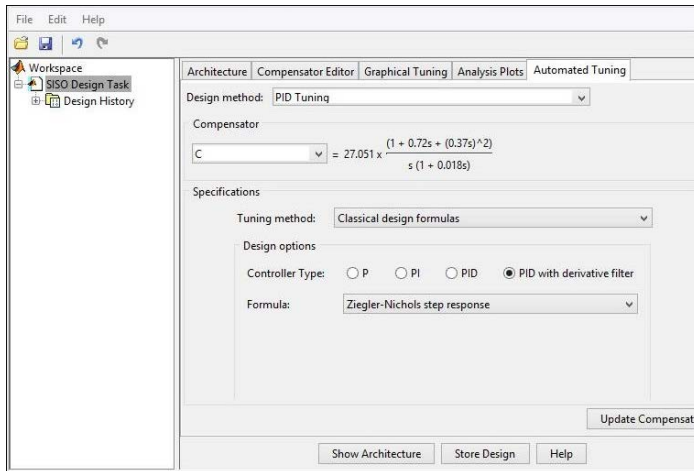 File Edit Help
Workspace
SISO Design Task
Design History
Architecture Compensator Editor Graphical Tuning Analysis Plots Automated Tuning
Design method: PID Tuning
Compensator
C = 27.051 x (1 + 0.72s + (0.37s)^2)
s (1 + 0.018s)
Specifications
Tuning method: Classical design formulas
Design options
Controller Type: P PI PID PID with derivative filter
Formula: Ziegler-Nichols step response
Update Compensat
Show Architecture Store Design Help